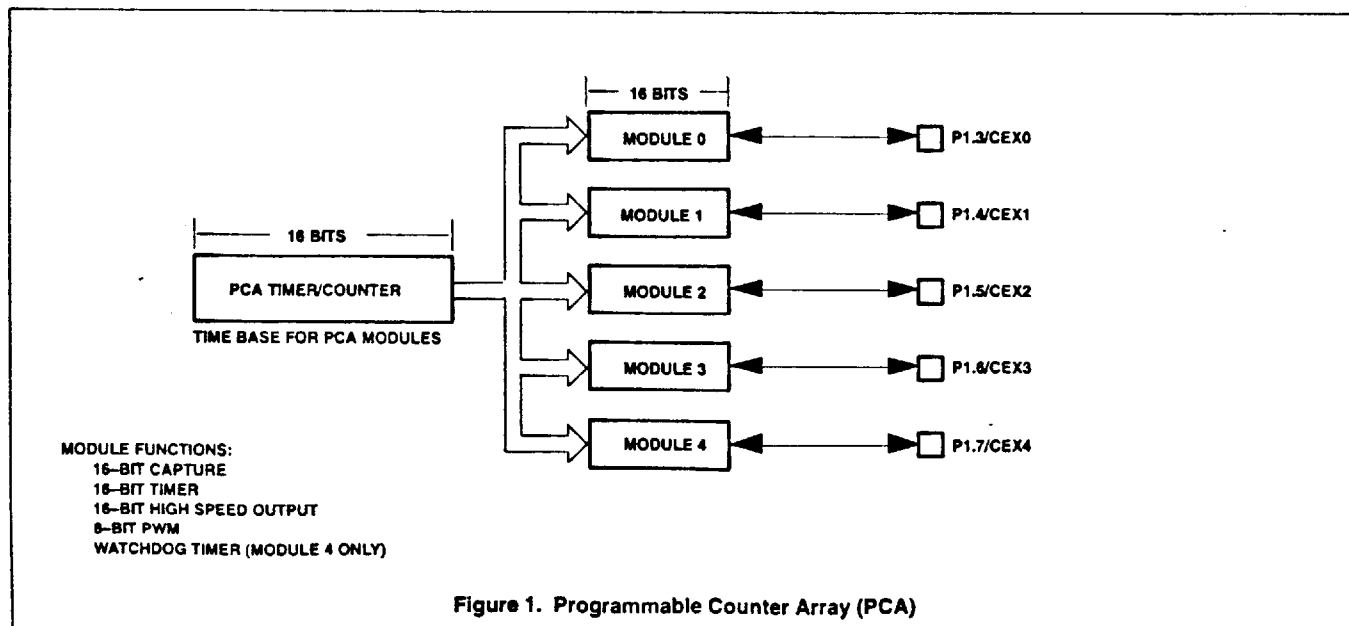 16 BITS
MODULE 0
P1.3/CEX0
MODULE 1
P1.4/CEX1
16 BITS
PCA TIMER/COUNTER
MODULE 2
P1.5/CEX2
TIME BASE FOR PCA MODULES
MODULE 3
P1.6/CEX3
MODULE 4
P1.7/CEX4
MODULE FUNCTIONS:
16–BIT CAPTURE
16–BIT TIMER
16–BIT HIGH SPEED OUTPUT
8–BIT PWM
WATCHDOG TIMER (MODULE 4 ONLY)
Figure 1. Programmable Counter Array (PCA)